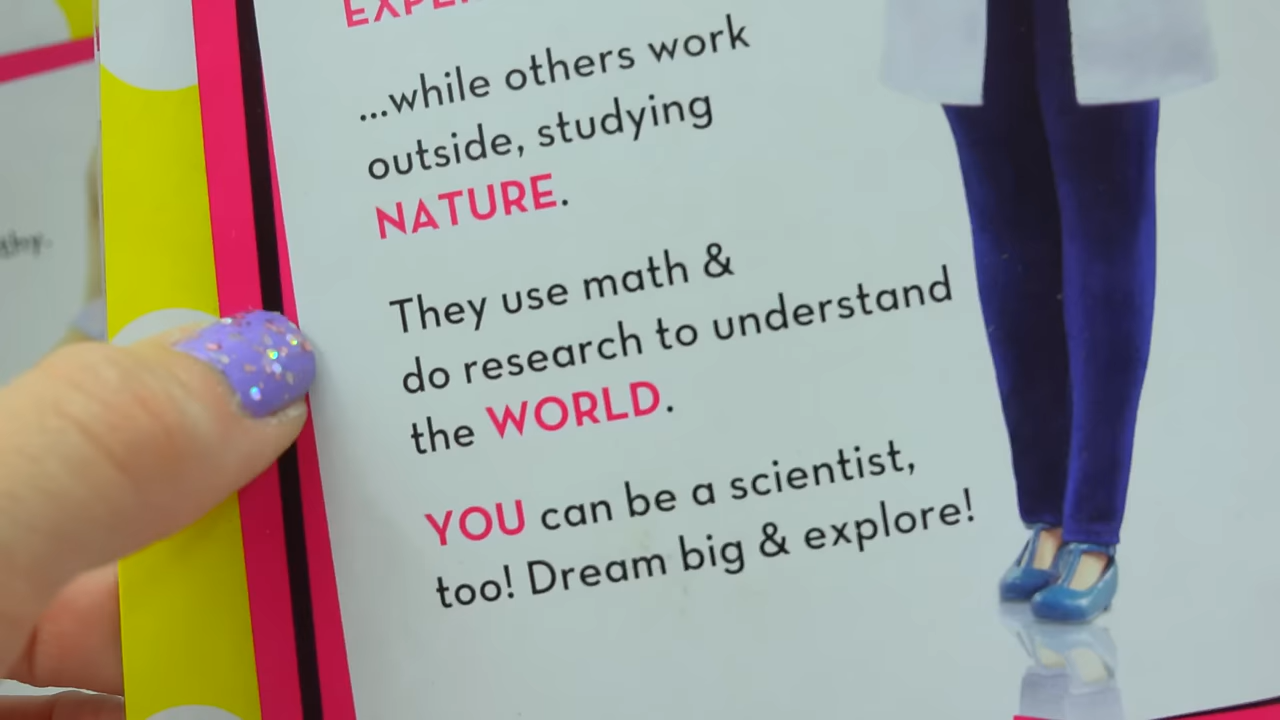 ...while others work
outside, studying
NATURE.
They use math &
do research to understand
the WORLD.
YOU can be a scientist,
too! Dream big & explore!